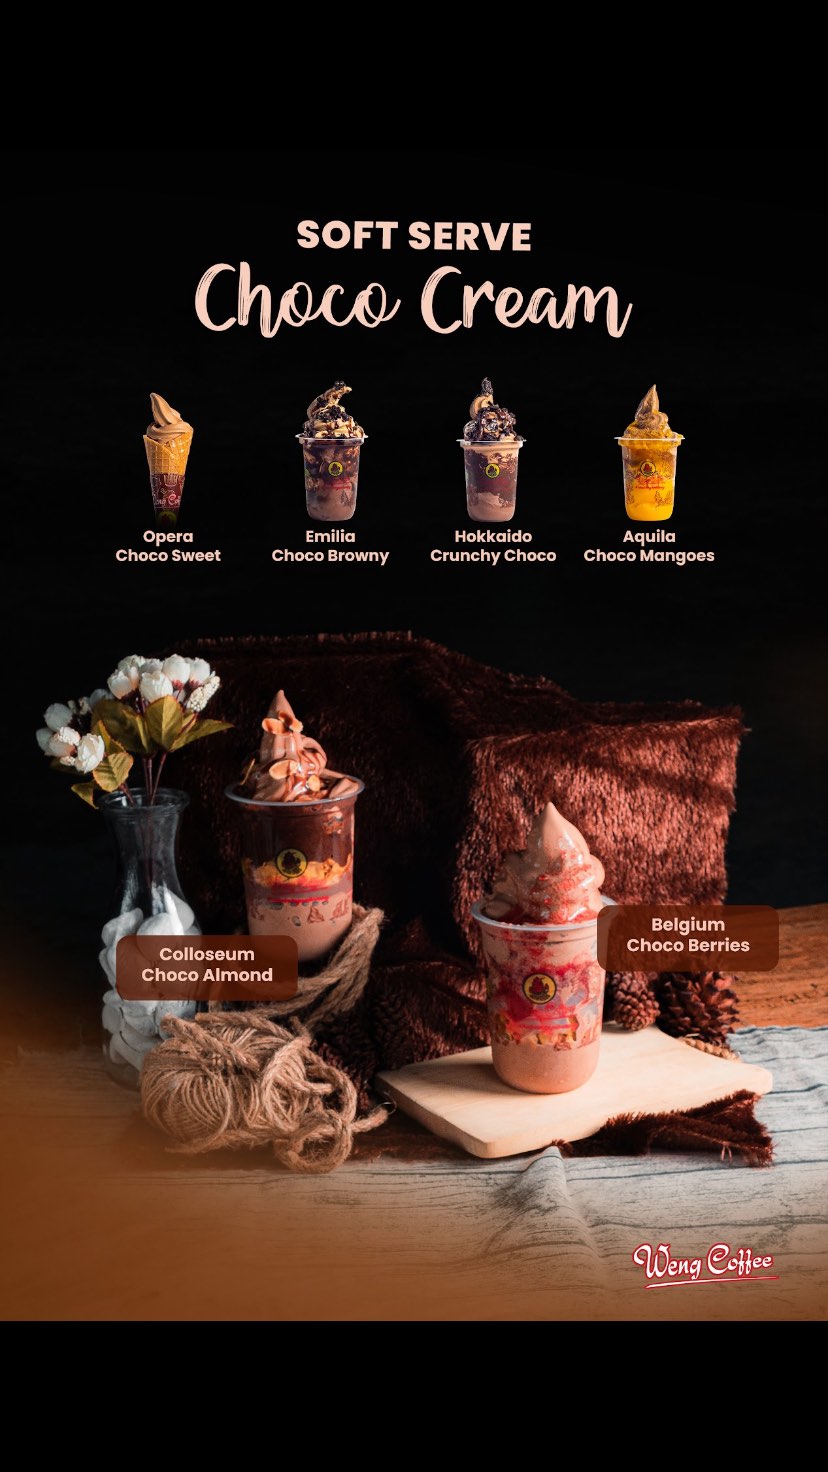 SOFT SERVE
Choco Cream
Opera
Choco Sweet
Emilia
Choco Browny
Hokkaido
Crunchy Choco
Aquila
Choco Mangoes
Colloseum
Choco Almond
Belgium
Choco Berries
Weng Coffee